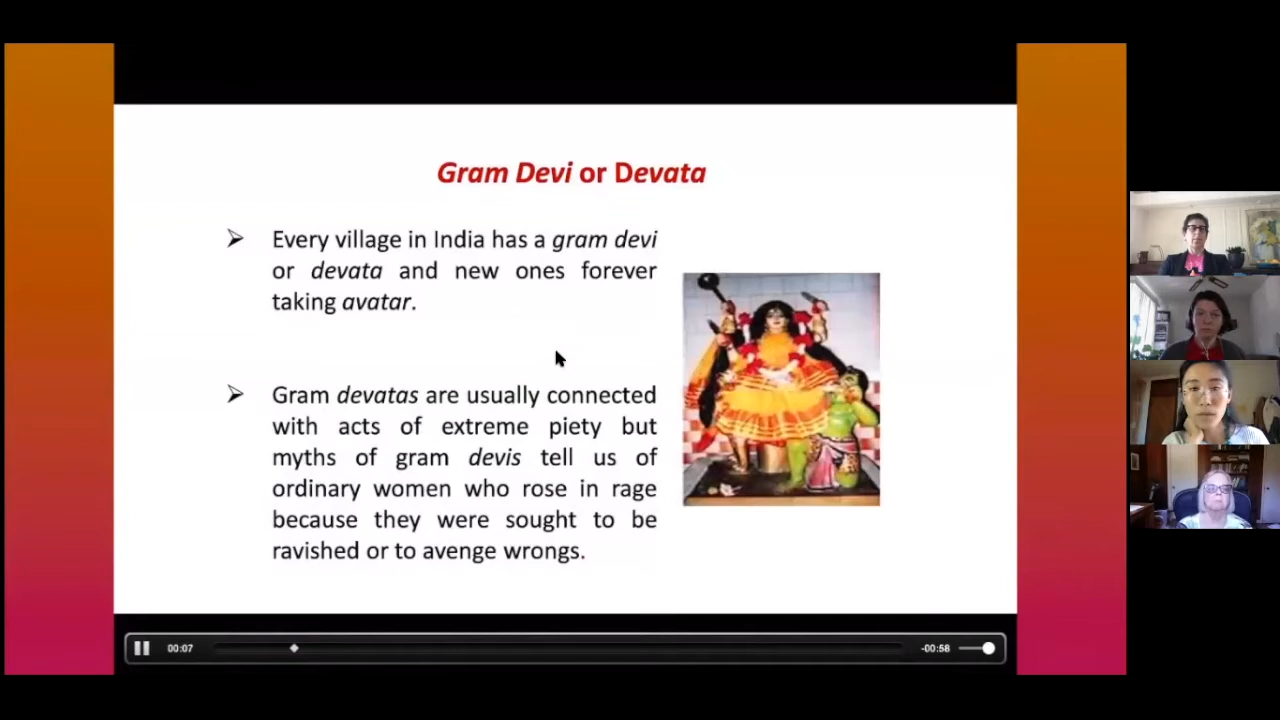 Gram Devi or Devata
Every village in India has a gram devi
or devata and new ones forever
taking avatar.
Gram devatas are usually connected
with acts of extreme piety but
myths of gram devis tell us of
ordinary women who rose in rage
because they were sought to be
ravished or to avenge wrongs.
00:07
-00:58